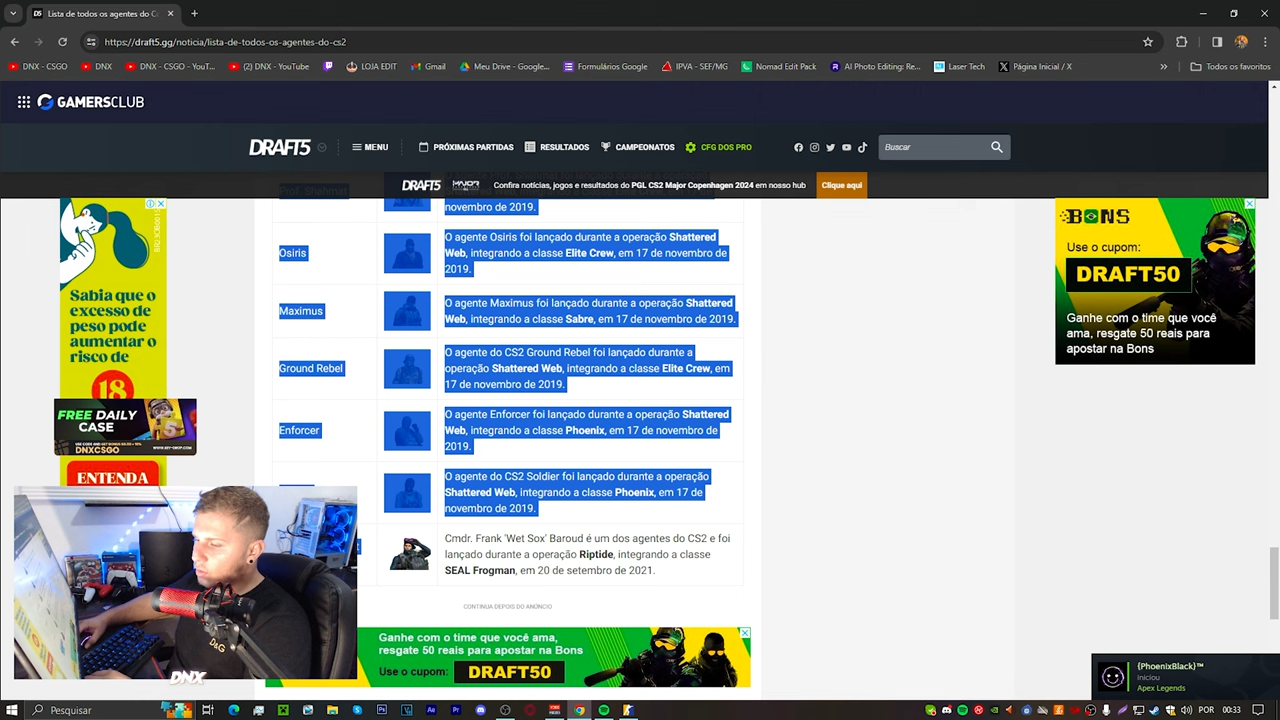 Lista de todos os agentes do C
https://draft5.gg/noticia/lista-de-todos-os-agentes-do-cs2
DNX - CSGO
DNX
DNX - CSGO - YouT...
(2) DNX - YouTube
LOJA EDIT
Gmail
Meu Drive - Google...
Formulários Google
IPVA - SEF/MG
Nomad Edit Pack
AI Photo Editing: Re...
Laser Tech
Página Inicial / X
Todos os favoritos
GAMERSCLUB
DRAFT5
MENU
PRÓXIMAS PARTIDAS
RESULTADOS
CAMPEONATOS
CFG DOS PRO
Buscar
DRAFT5
Confira notícias, jogos e resultados do PGL CS2 Major Copenhagen 2024 em nosso hub
Clique aqui
Prof. Shahmat
novembro de 2019.
Osiris
O agente Osiris foi lançado durante a operação Shattered
Web, integrando a classe Elite Crew, em 17 de novembro de
2019.
Maximus
O agente Maximus foi lançado durante a operação Shattered
Web, integrando a classe Sabre, em 17 de novembro de 2019.
Ground Rebel
O agente do CS2 Ground Rebel foi lançado durante a
operação Shattered Web, integrando a classe Elite Crew, em
17 de novembro de 2019.
Enforcer
O agente Enforcer foi lançado durante a operação Shattered
Web, integrando a classe Phoenix, em 17 de novembro de
2019.
O agente do CS2 Soldier foi lançado durante a operação
Shattered Web, integrando a classe Phoenix, em 17 de
novembro de 2019.
Cmdr. Frank 'Wet Sox' Baroud é um dos agentes do CS2 e foi
lançado durante a operação Riptide, integrando a classe
SEAL Frogman, em 20 de setembro de 2021.
CONTINUA DEPOIS DO ANÚNCIO
Ganhe com o time que você ama,
resgate 50 reais para apostar na Bons
Use o cupom: DRAFT50
Sabia que o
excesso de
peso pode
aumentar o
risco de
18
FREE DAILY
CASE
DNXCSGO
ENTENDA
BONS
Use o cupom:
DRAFT50
Ganhe com o time que você
ama, resgate 50 reais para
apostar na Bons
D&G
DNX
{PhoenixBlack}™
Iniciou
Apex Legends
Pesquisar
POR
00:33